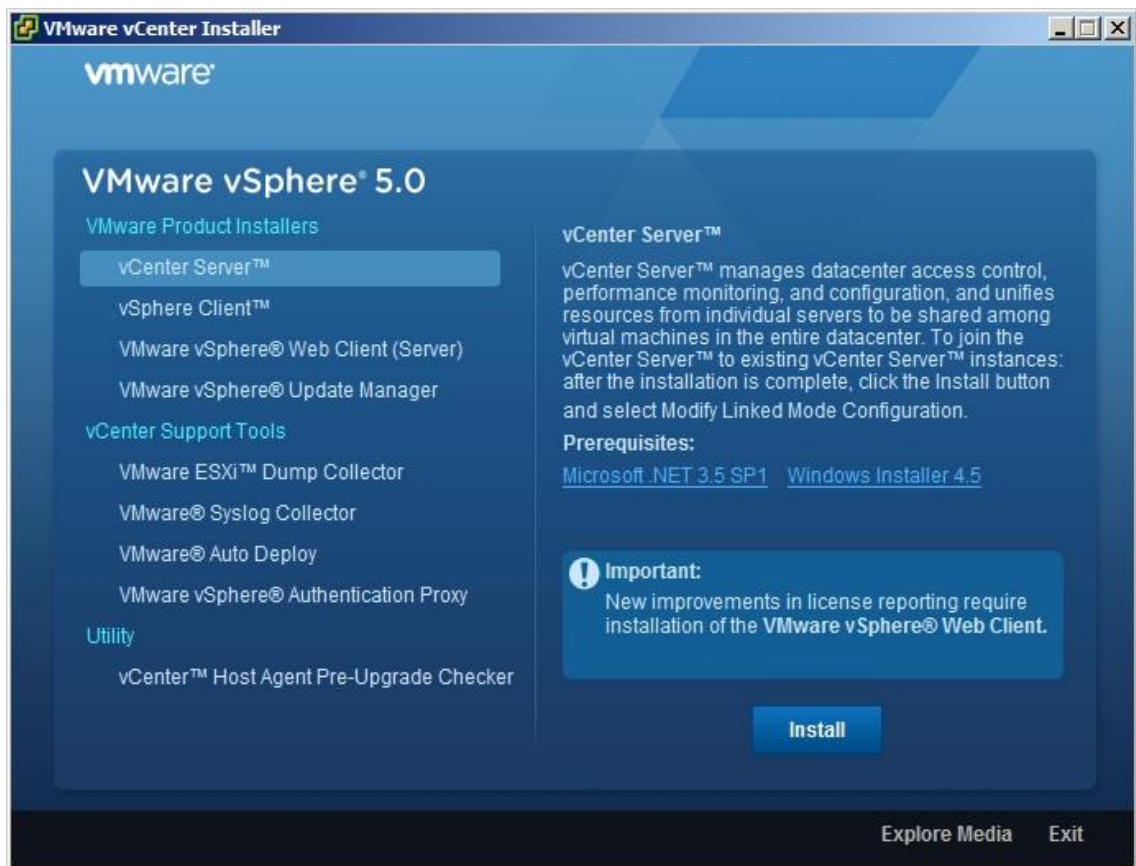 VMware vCenter Installer
vmware
VMware vSphere® 5.0
VMware Product Installers
vCenter Server™
vSphere Client™
VMware vSphere® Web Client (Server)
VMware vSphere® Update Manager
vCenter Support Tools
VMware ESXi™ Dump Collector
VMware® Syslog Collector
VMware® Auto Deploy
VMware vSphere® Authentication Proxy
Utility
vCenter™ Host Agent Pre-Upgrade Checker
vCenter Server™
vCenter Server™ manages datacenter access control,
performance monitoring, and configuration, and unifies
resources from individual servers to be shared among
virtual machines in the entire datacenter. To join the
vCenter Server™ to existing vCenter Server™ instances:
after the installation is complete, click the Install button
and select Modify Linked Mode Configuration.
Prerequisites:
Microsoft .NET 3.5 SP1 Windows Installer 4.5
Important:
New improvements in license reporting require
installation of the VMware vSphere® Web Client.
Install
Explore Media Exit